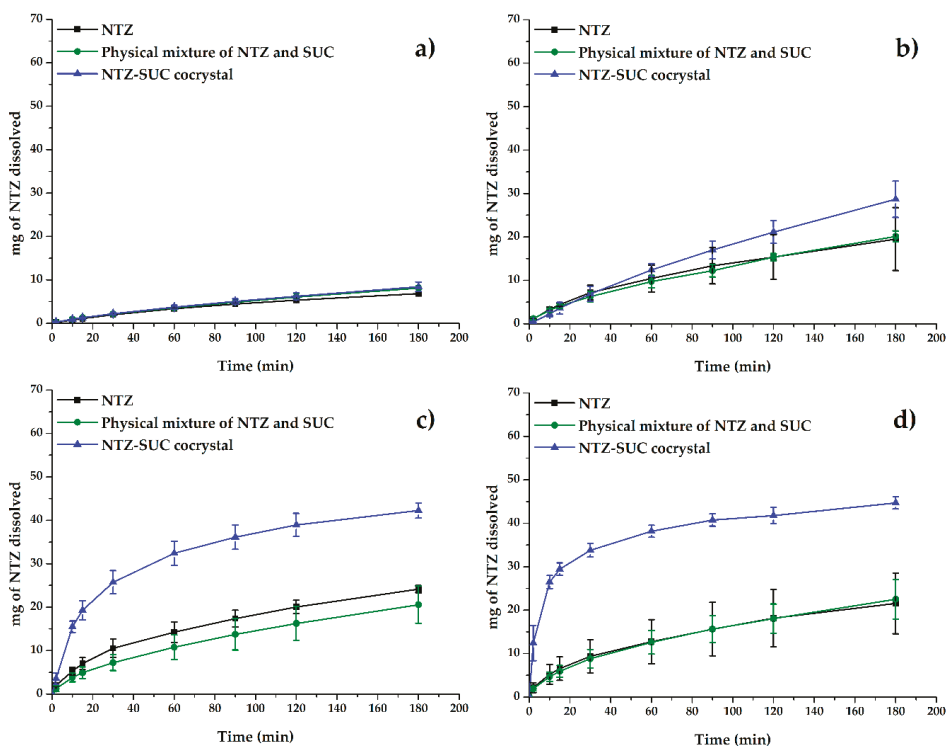 NTZ
Physical mixture of NTZ and SUC
NTZ-SUC cocrystal
a)
mg of NTZ dissolved
70
60
50
40
30
20
10
0
0 20 40 60 80 100 120 140 160 180 200
Time (min)
NTZ
Physical mixture of NTZ and SUC
NTZ-SUC cocrystal
b)
mg of NTZ dissolved
70
60
50
40
30
20
10
0
0 20 40 60 80 100 120 140 160 180 200
Time (min)
NTZ
Physical mixture of NTZ and SUC
NTZ-SUC cocrystal
c)
mg of NTZ dissolved
70
60
50
40
30
20
10
0
0 20 40 60 80 100 120 140 160 180 200
Time (min)
NTZ
Physical mixture of NTZ and SUC
NTZ-SUC cocrystal
d)
mg of NTZ dissolved
70
60
50
40
30
20
10
0
0 20 40 60 80 100 120 140 160 180 200
Time (min)